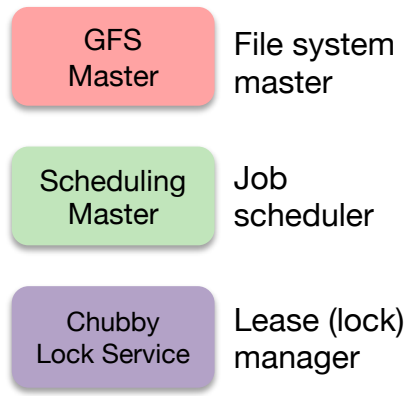 GFS
Master
File system
master
Scheduling
Master
Job
scheduler
Chubby
Lock Service
Lease (lock)
manager